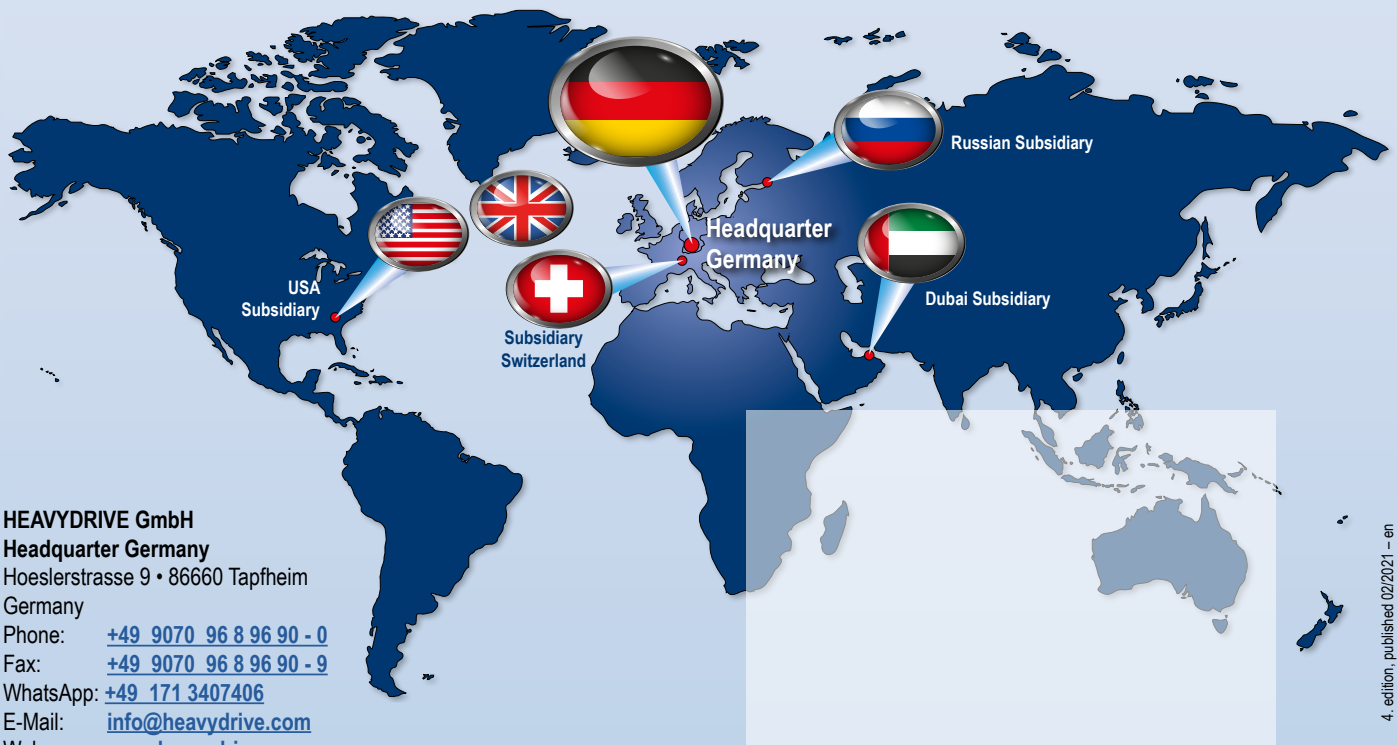 Russian Subsidiary
Headquarter
Germany
USA
Subsidiary
Dubai Subsidiary
Subsidiary
Switzerland
HEAVYDRIVE GmbH
Headquarter Germany
Hoeslerstrasse 9 • 86660 Tapfheim
Germany
Phone: +49 9070 96 8 96 90 - 0
Fax: +49 9070 96 8 96 90 - 9
WhatsApp: +49 171 3407406
E-Mail: info@heavydrive.com
4. edition, published 02/2021 – en